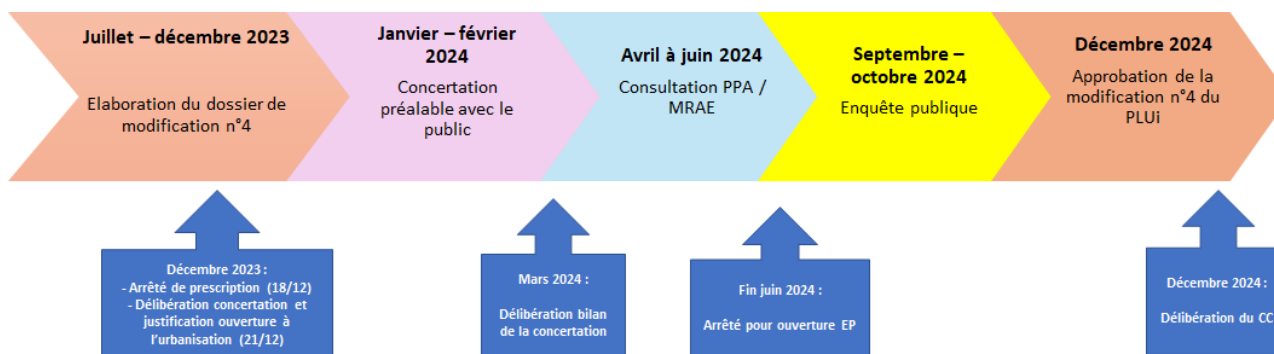 Juillet – décembre 2023
Elaboration du dossier de
modification n°4
Janvier – février
2024
Concertation
préalable avec le
public
Avril à juin 2024
Consultation PPA /
MRAE
Septembre –
octobre 2024
Enquête publique
Décembre 2024
Approbation de la
modification n°4 du
PLUi
Décembre 2023 :
- Arrêté de prescription (18/12)
- Délibération concertation et
justification ouverture à
l'urbanisation (21/12)
Mars 2024 :
Délibération bilan
de la concertation
Fin juin 2024 :
Arrêté pour ouverture EP
Décembre 2024 :
Délibération du CC